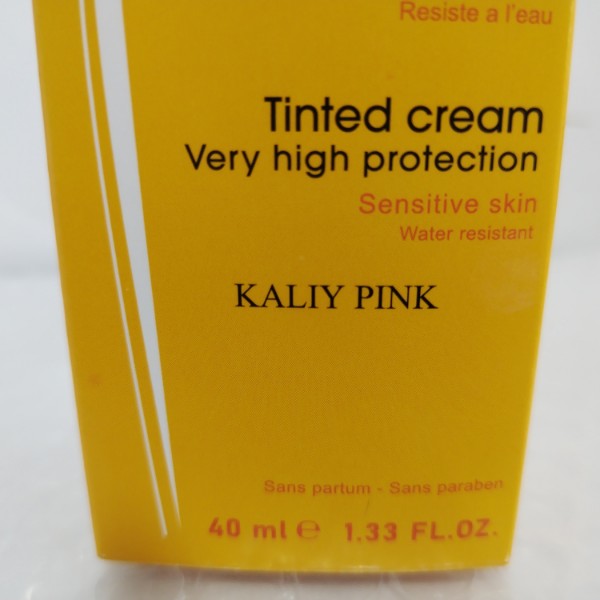 Resiste a l'eau
Tinted cream
Very high protection
Sensitive skin
Water resistant
KALIY PINK
Sans partum - Sans paraben
40 ml ℮ 1.33 FL.OZ.